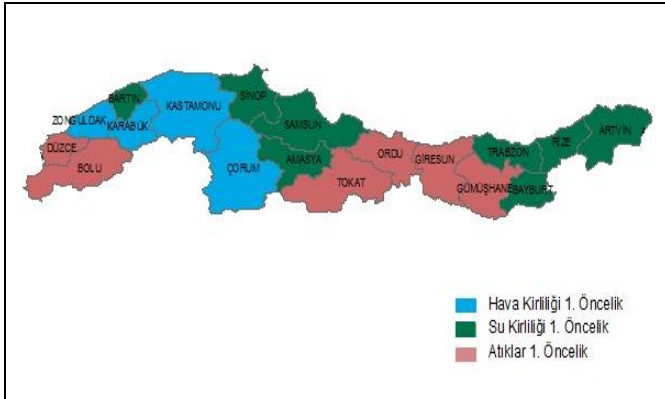 BARTIN
SİNOP
KASTAMONU
ZONGULDAK
KARABÜK
SAMSUN
ARTVİN
RİZE
TRABZON
DÜZCE
BOLU
ÇORUM
AMASYA
ORDU
GİRESUN
TOKAT
GÜMÜŞHANE
BAYBURT
Hava Kirliliği 1. Öncelik
Su Kirliliği 1. Öncelik
Atıklar 1. Öncelik